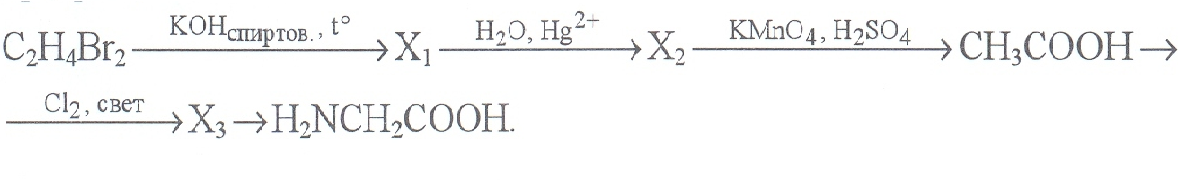 C₂H₄Br₂ —KOHспиртов., t°→ X₁ —H₂O, Hg²⁺→ X₂ —KMnO₄, H₂SO₄→ CH₃COOH →
—Cl₂, свет→ X₃ → H₂NCH₂COOH.